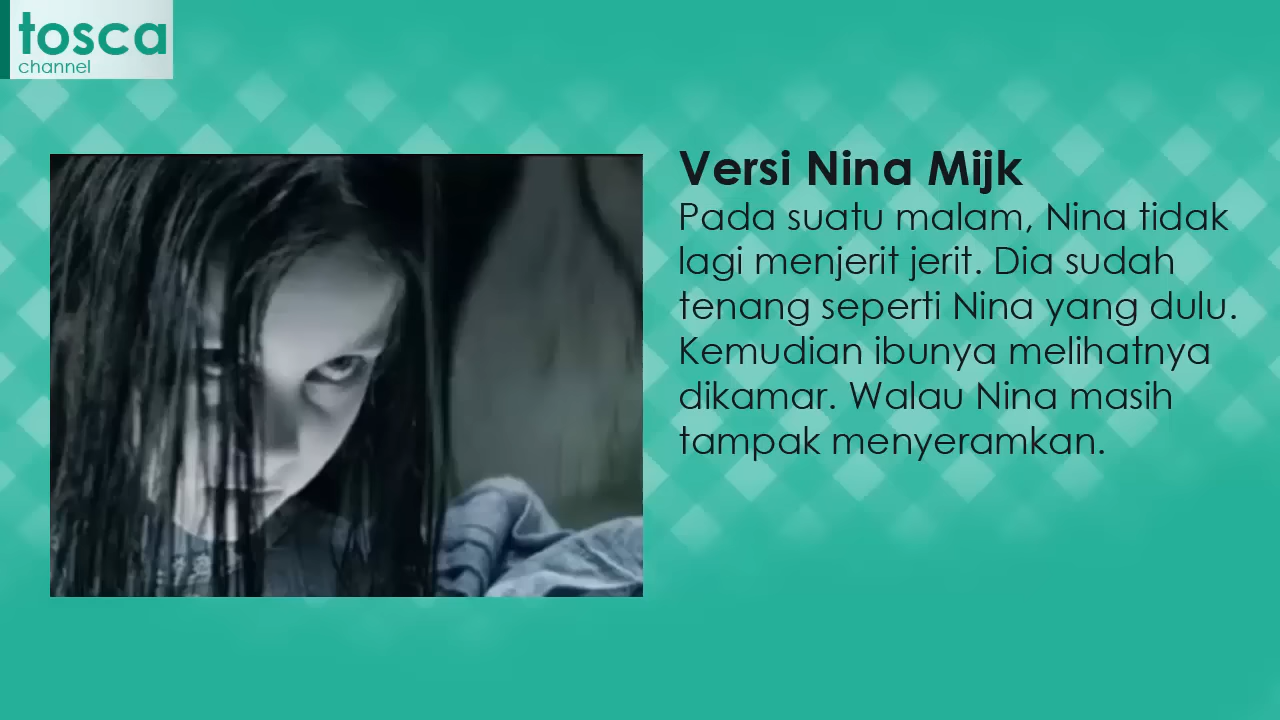 tosca
channel
Versi Nina Mijk
Pada suatu malam, Nina tidak
lagi menjerit jerit. Dia sudah
tenang seperti Nina yang dulu.
Kemudian ibunya melihatnya
dikamar. Walau Nina masih
tampak menyeramkan.